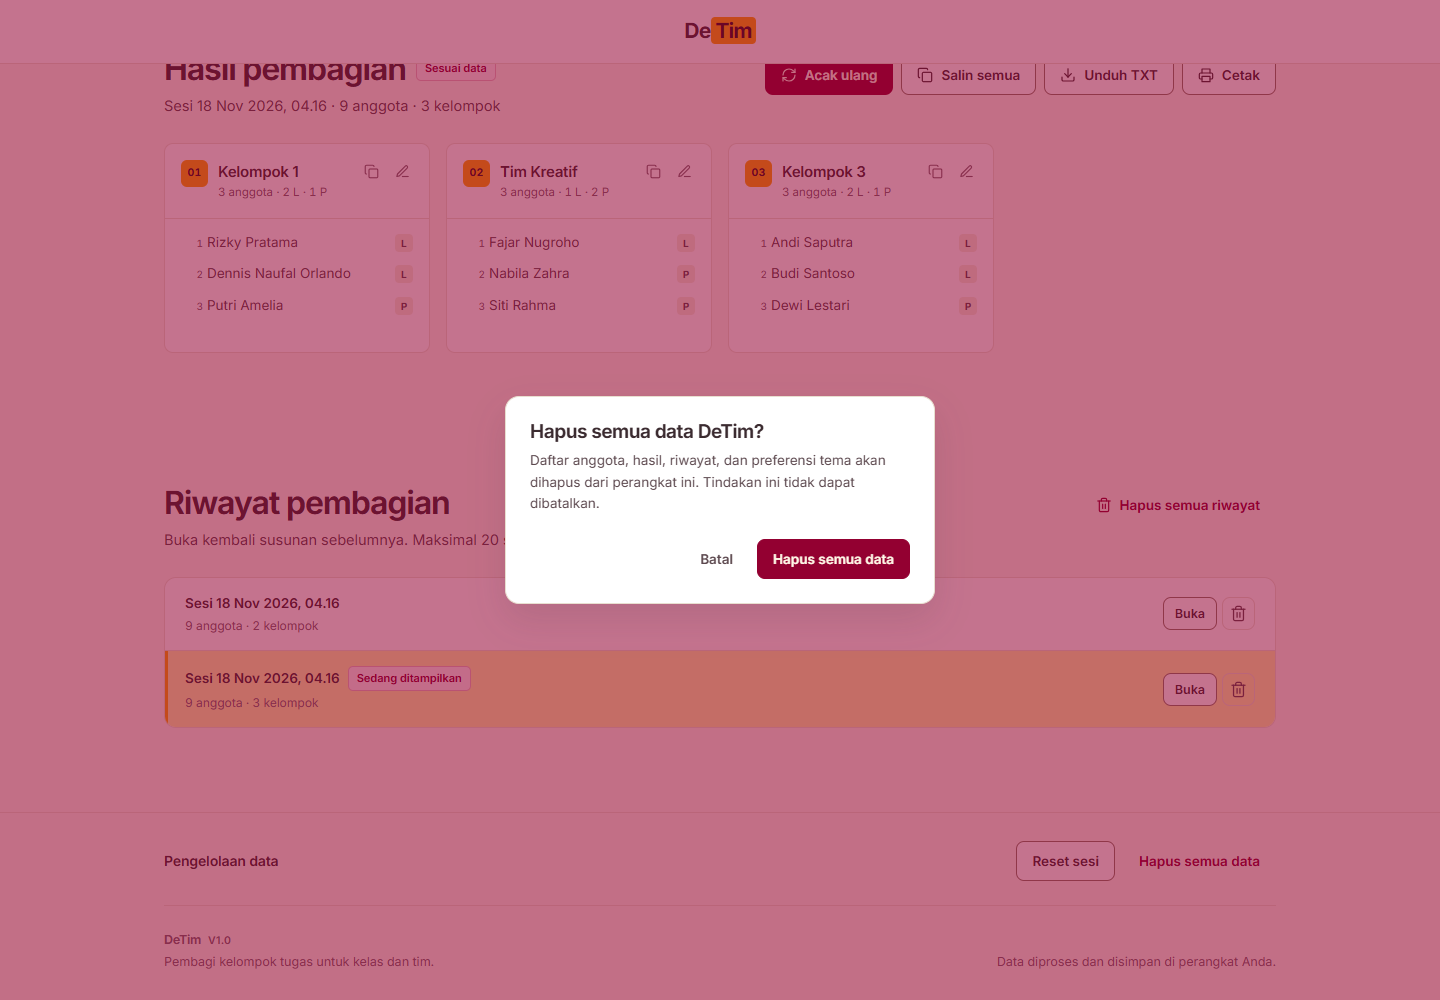 DeTim
Hasil pembagian Sesuai data
Acak ulang Salin semua Unduh TXT Cetak
Sesi 18 Nov 2026, 04.16 · 9 anggota · 3 kelompok
01 Kelompok 1
3 anggota · 2 L · 1 P
1 Rizky Pratama L
2 Dennis Naufal Orlando L
3 Putri Amelia P
02 Tim Kreatif
3 anggota · 1 L · 2 P
1 Fajar Nugroho L
2 Nabila Zahra P
3 Siti Rahma P
03 Kelompok 3
3 anggota · 2 L · 1 P
1 Andi Saputra L
2 Budi Santoso L
3 Dewi Lestari P
Hapus semua data DeTim?
Daftar anggota, hasil, riwayat, dan preferensi tema akan
dihapus dari perangkat ini. Tindakan ini tidak dapat
dibatalkan.
Batal Hapus semua data
Riwayat pembagian
Hapus semua riwayat
Buka kembali susunan sebelumnya. Maksimal 20
Sesi 18 Nov 2026, 04.16
9 anggota · 2 kelompok
Buka
Sesi 18 Nov 2026, 04.16 Sedang ditampilkan
9 anggota · 3 kelompok
Buka
Pengelolaan data
Reset sesi Hapus semua data
DeTim V1.0
Pembagi kelompok tugas untuk kelas dan tim.
Data diproses dan disimpan di perangkat Anda.